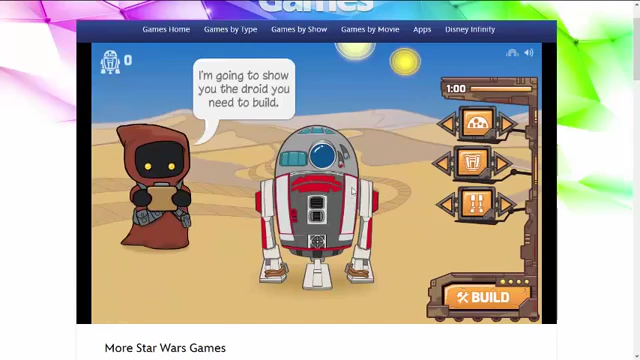 Games
Games Home Games by Type Games by Show Games by Movie Apps Disney Infinity
0
I'm going to show
you the droid you
need to build.
1:00
BUILD
More Star Wars Games